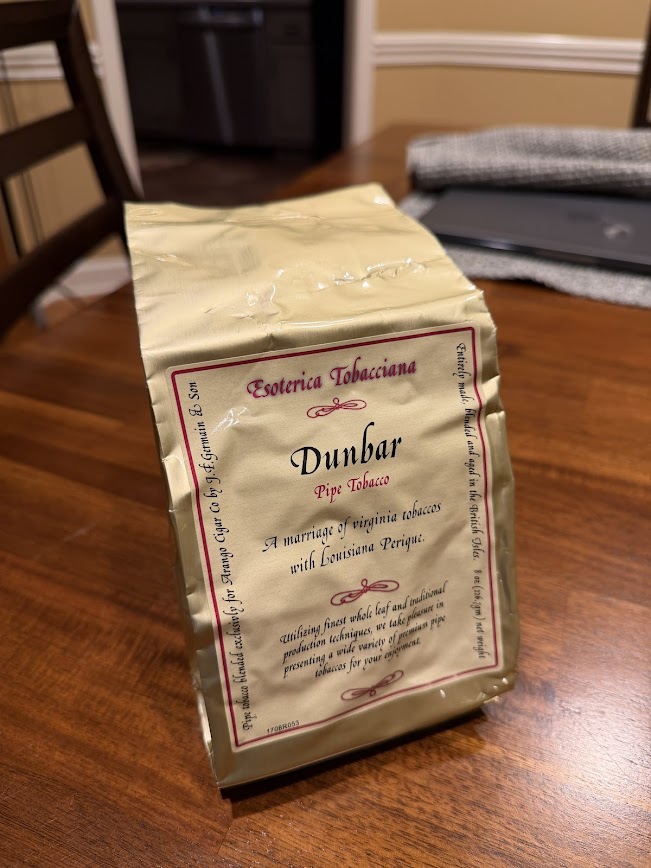 Esoterica Tobacciana
Dunbar
Pipe Tobacco
A marriage of virginia tobaccos
with Louisiana Perique.
Utilizing finest whole leaf and traditional
production techniques, we take pleasure in
presenting a wide variety of premium pipe
tobaccos for your enjoyment.
Pipe tobacco blended exclusivly for Arango Cigar Co by J.F.Germain & Son
Entirely made, blended and aged in the British Isles. 8 oz net weight
1706R053